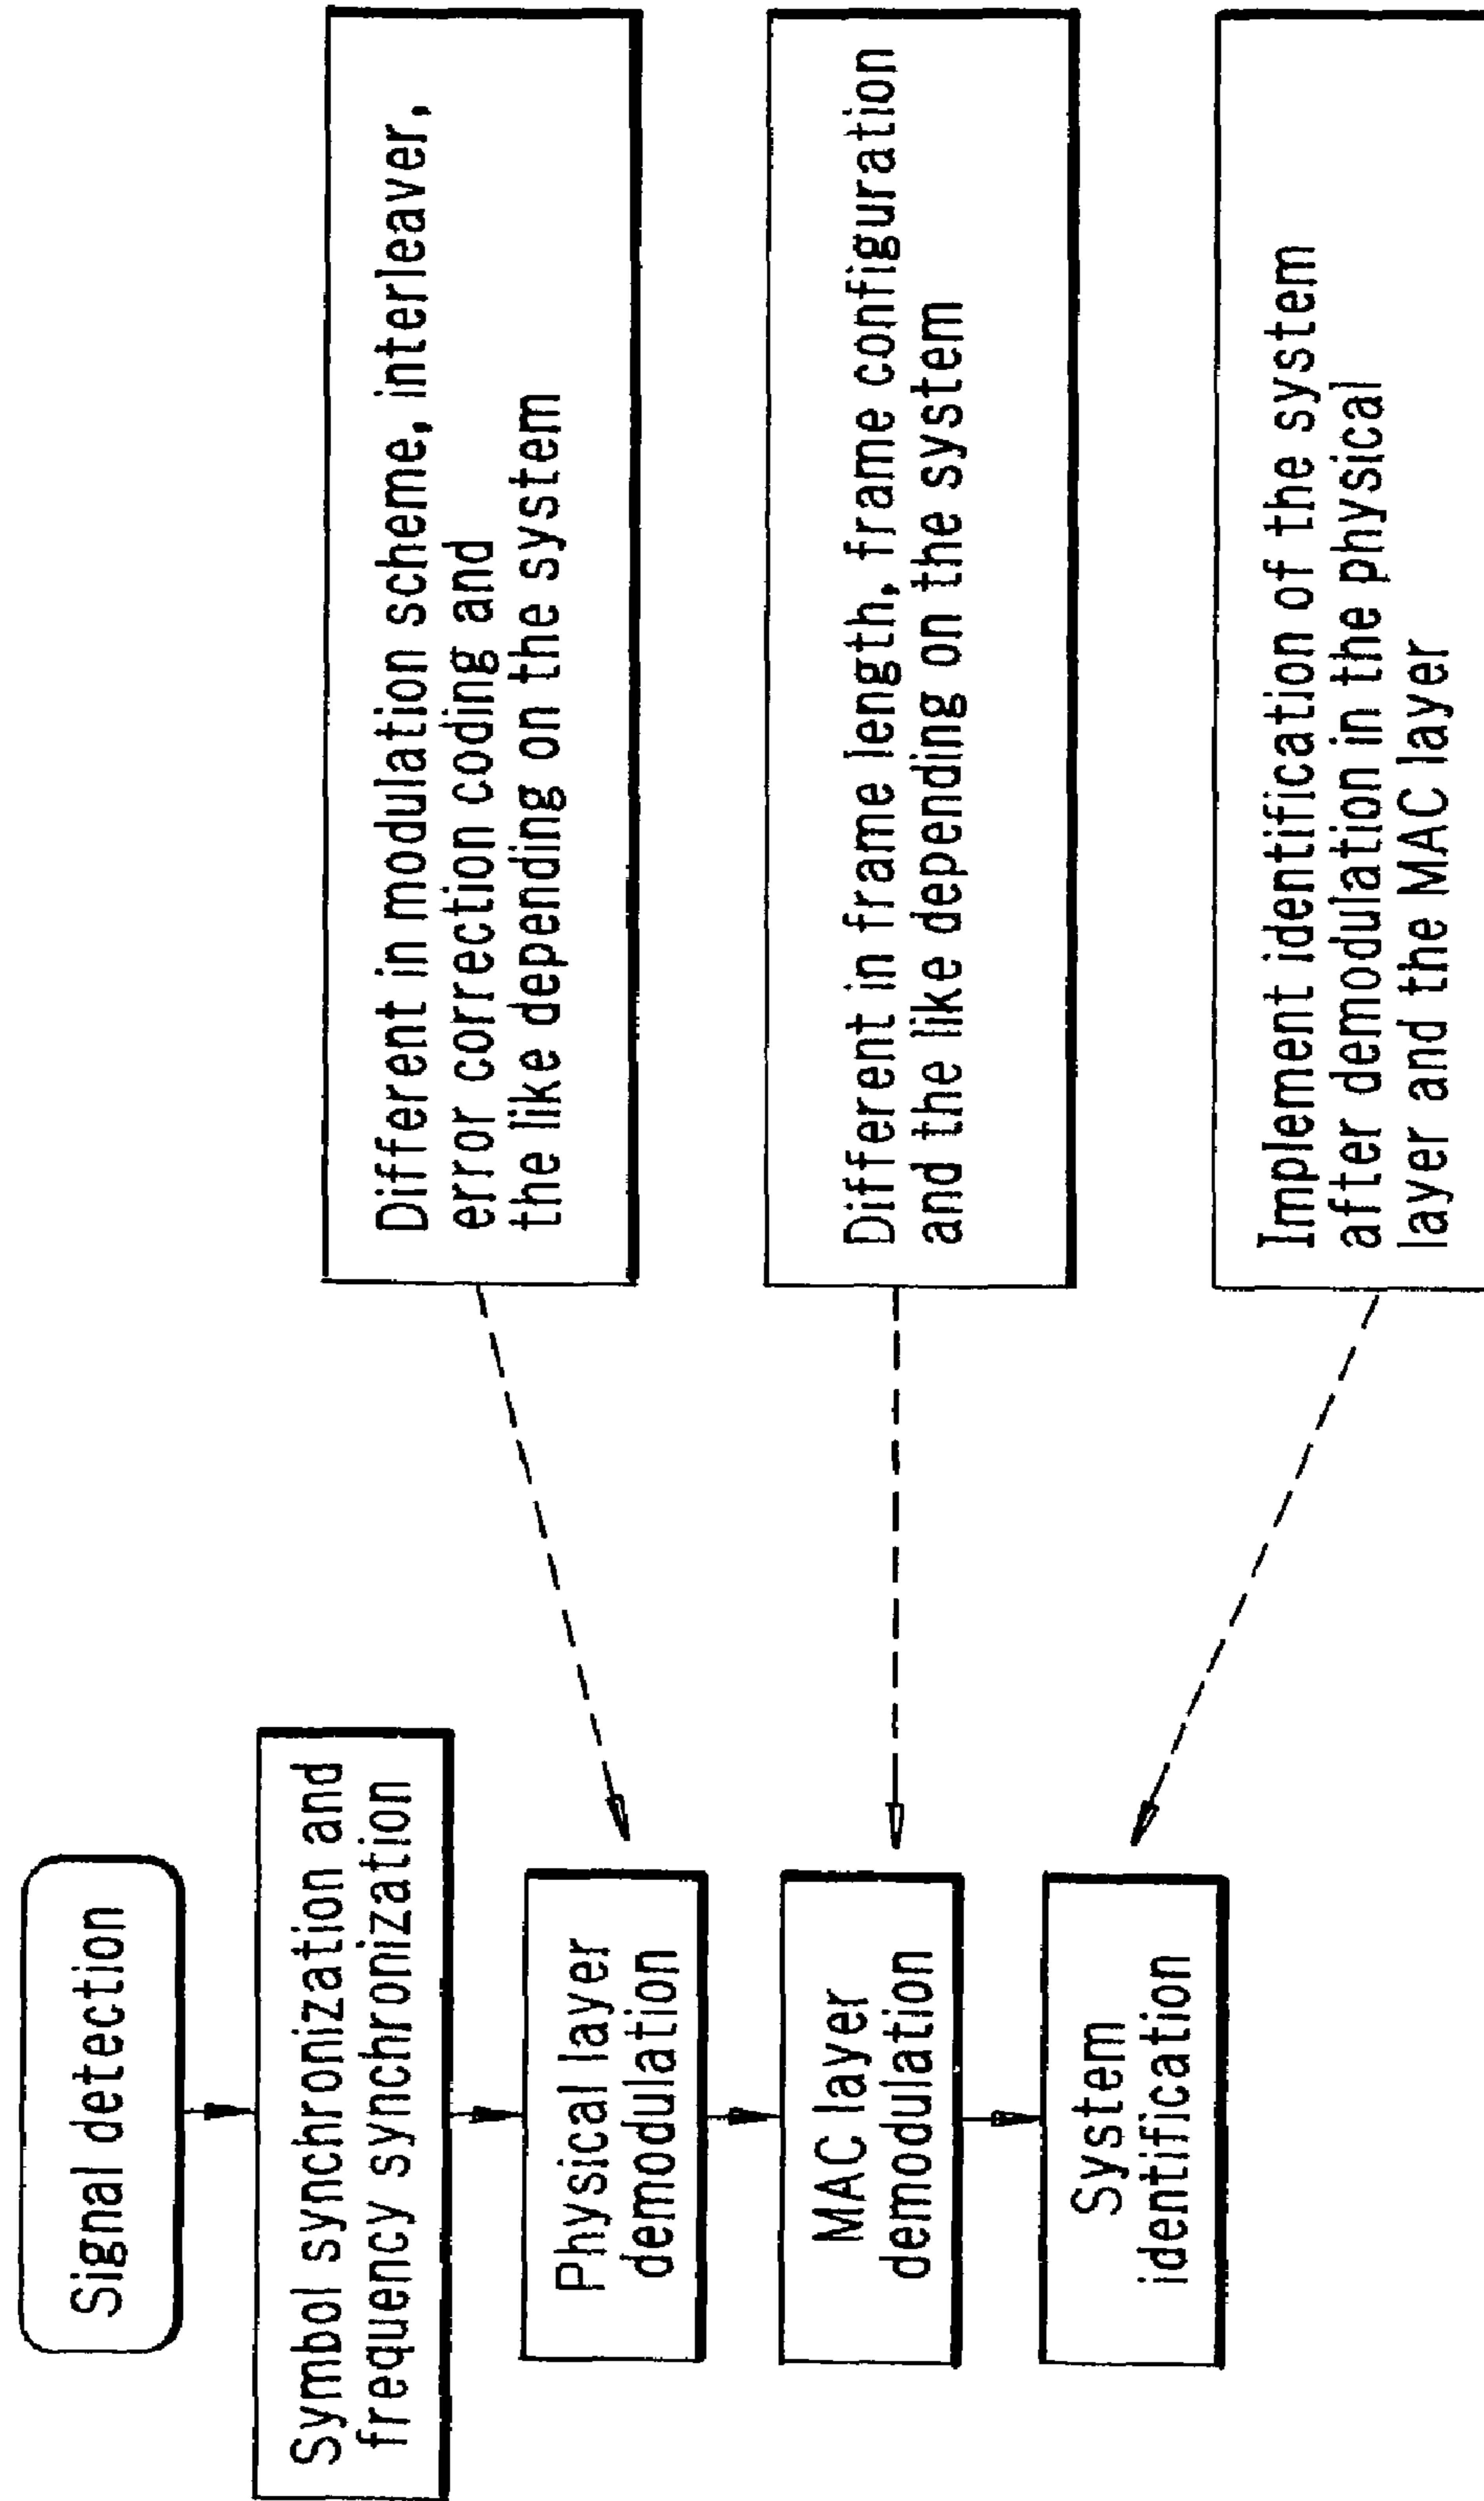 Signal detection
Symbol synchronization and
frequency synchronization
Physical layer
demodulation
MAC layer
demodulation
System
identification
Different in modulation scheme, interleaver,
error correction coding and
the like depending on the system
Different in frame length, frame configuration
and the like depending on the system
Implement identification of the system
after demodulation in the physical
layer and the MAC layer